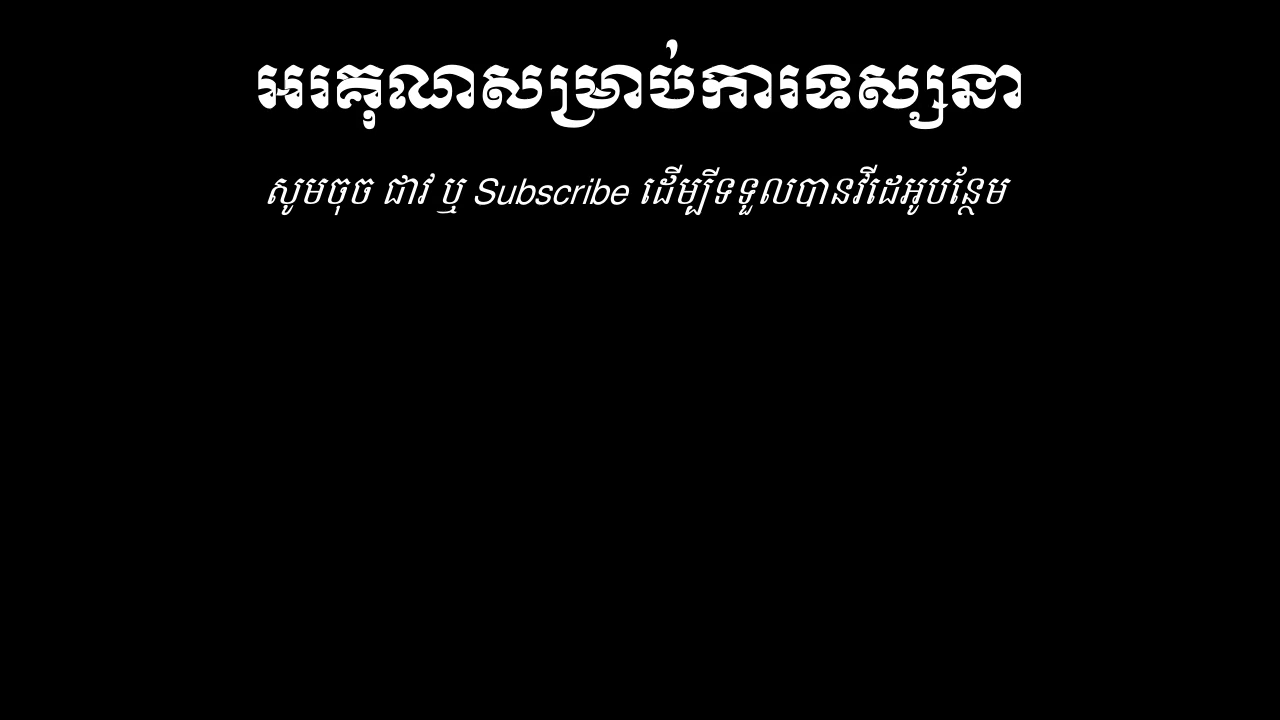 អរគុណសម្រាប់ការទស្សនា
សូមចុច ជាវ ឬ Subscribe ដើម្បីទទួលបានវីដេអូបន្ថែម